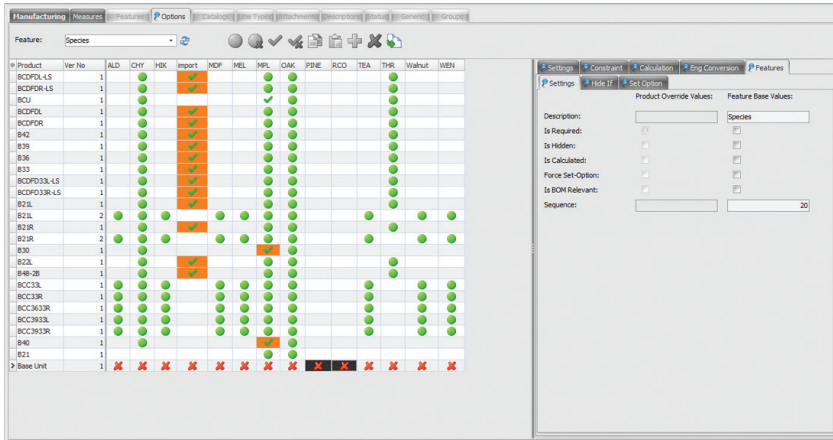 Manufacturing Measures Features Options Catalogs Line Types Attachments Descriptions Status Generics Groups
Feature: Species
Product Ver No ALD CHY HIK import MDF MEL MPL OAK PINE RCO TEA THR Walnut WEN
BCDFDL-LS 1
BCDFDR-LS 1
BCU 1
BCDFDL 1
BCDFDR 1
B42 1
B39 1
B36 1
B33 1
BCDFD33L-LS 1
BCDFD33R-LS 1
B21L 1
B21L 2
B21R 1
B21R 2
B30 1
B22L 1
B48-2B 1
BCC33L 1
BCC33R 1
BCC3633R 1
BCC3933L 1
BCC3933R 1
B40 1
B21 1
Base Unit 1
Settings Constraint Calculation Eng Conversion Features
Settings Hide If Set Option
Product Override Values: Feature Base Values:
Description: Species
Is Required:
Is Hidden:
Is Calculated:
Force Set-Option:
Is BOM Relevant:
Sequence: 20